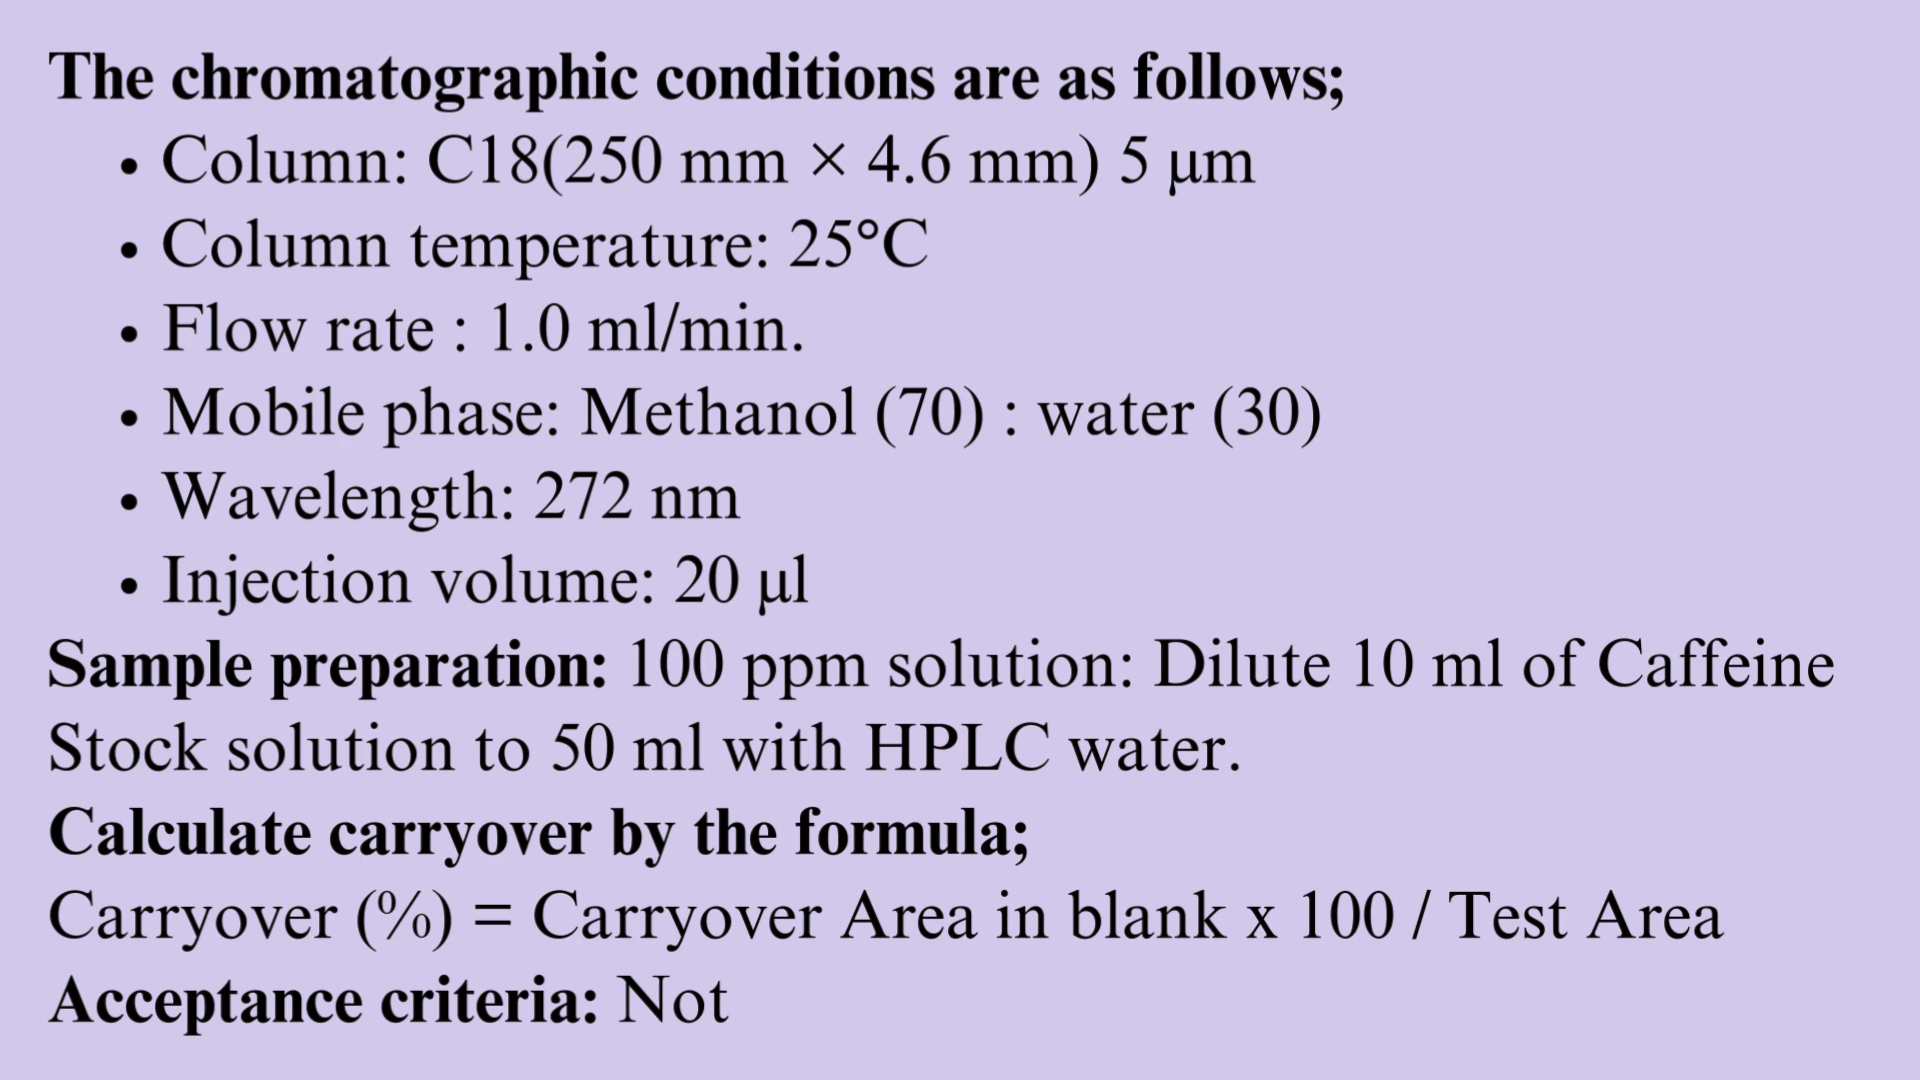 The chromatographic conditions are as follows;
• Column: C18(250 mm × 4.6 mm) 5 µm
• Column temperature: 25°C
• Flow rate : 1.0 ml/min.
• Mobile phase: Methanol (70) : water (30)
• Wavelength: 272 nm
• Injection volume: 20 µl
Sample preparation: 100 ppm solution: Dilute 10 ml of Caffeine
Stock solution to 50 ml with HPLC water.
Calculate carryover by the formula;
Carryover (%) = Carryover Area in blank x 100 / Test Area
Acceptance criteria: Not